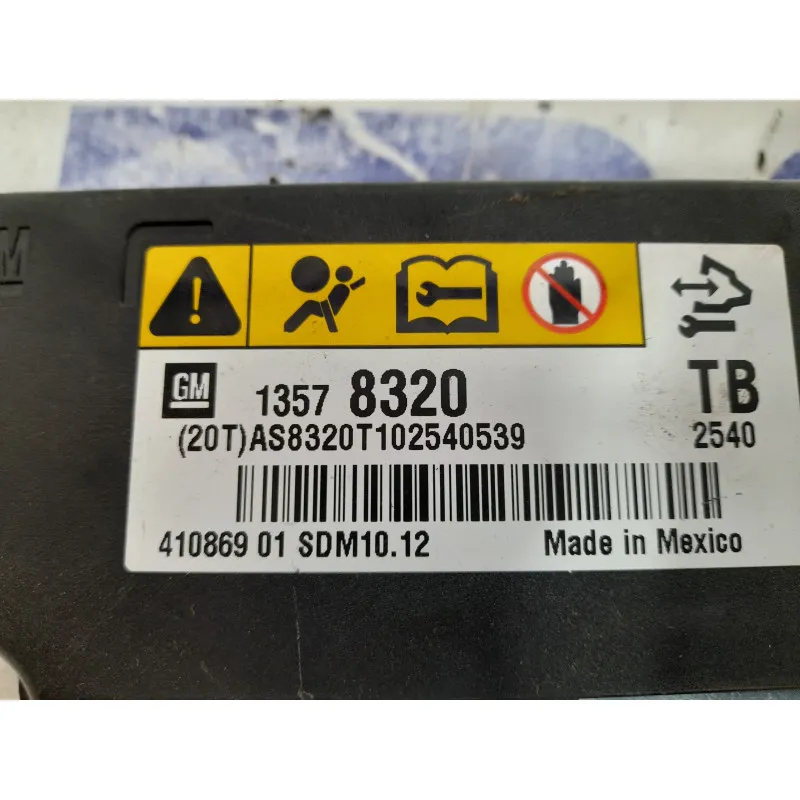 M
GM 1357 8320 TB
(20T)AS8320T102540539 2540
410869 01 SDM10.12 Made in Mexico